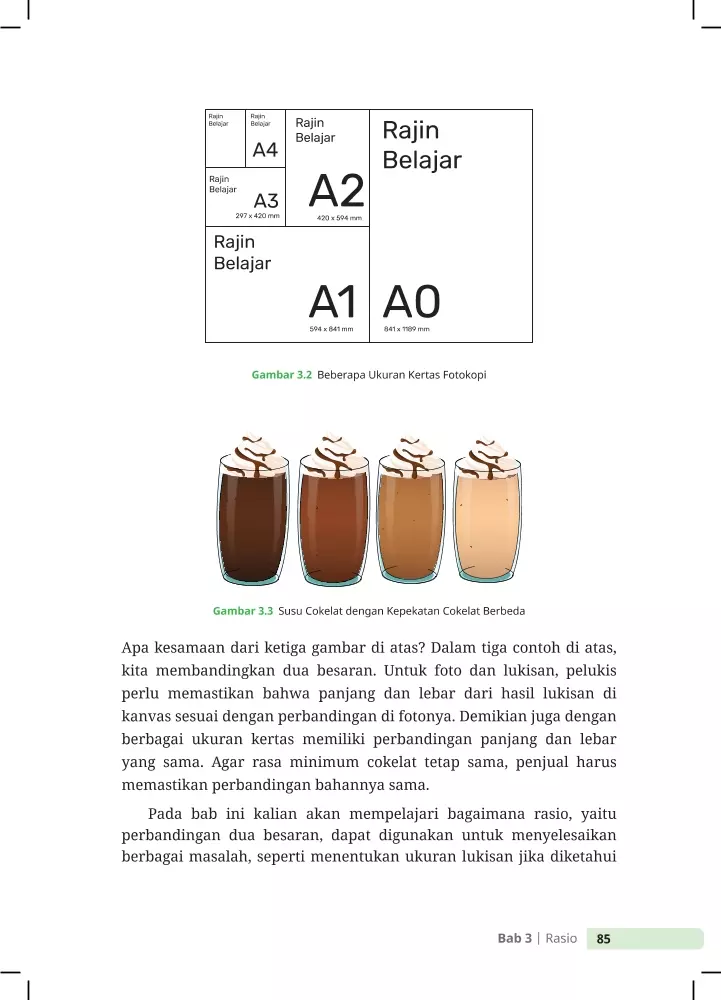 Rajin
Belajar
Rajin
Belajar
A4
Rajin
Belajar
A3
297 x 420 mm
Rajin
Belajar
A2
420 x 594 mm
Rajin
Belajar
A1
594 x 841 mm
Rajin
Belajar
A0
841 x 1189 mm
Gambar 3.2 Beberapa Ukuran Kertas Fotokopi
Gambar 3.3 Susu Cokelat dengan Kepekatan Cokelat Berbeda
Apa kesamaan dari ketiga gambar di atas? Dalam tiga contoh di atas,
kita membandingkan dua besaran. Untuk foto dan lukisan, pelukis
perlu memastikan bahwa panjang dan lebar dari hasil lukisan di
kanvas sesuai dengan perbandingan di fotonya. Demikian juga dengan
berbagai ukuran kertas memiliki perbandingan panjang dan lebar
yang sama. Agar rasa minimum cokelat tetap sama, penjual harus
memastikan perbandingan bahannya sama.
Pada bab ini kalian akan mempelajari bagaimana rasio, yaitu
perbandingan dua besaran, dapat digunakan untuk menyelesaikan
berbagai masalah, seperti menentukan ukuran lukisan jika diketahui
Bab 3 | Rasio 85